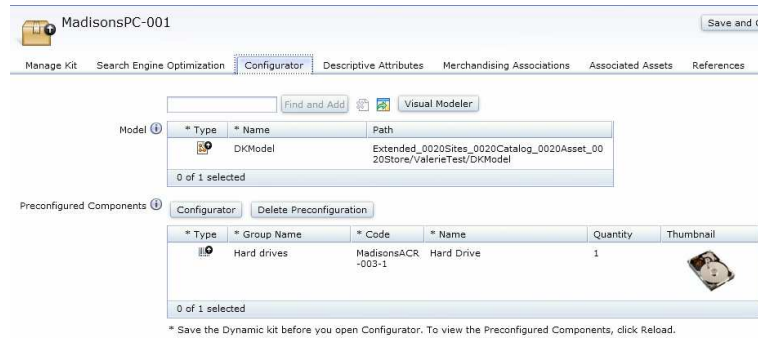 MadisonsPC-001
Save and
Manage Kit Search Engine Optimization Configurator Descriptive Attributes Merchandising Associations Associated Assets References
Find and Add Visual Modeler
Model
* Type * Name Path
DKModel Extended_0020Sites_0020Catalog_0020Asset_00
20Store/ValerieTest/DKModel
0 of 1 selected
Preconfigured Components Configurator Delete Preconfiguration
* Type * Group Name * Code * Name Quantity Thumbnail
Hard drives MadisonsACR Hard Drive 1
-003-1
0 of 1 selected
* Save the Dynamic kit before you open Configurator. To view the Preconfigured Components, click Reload.